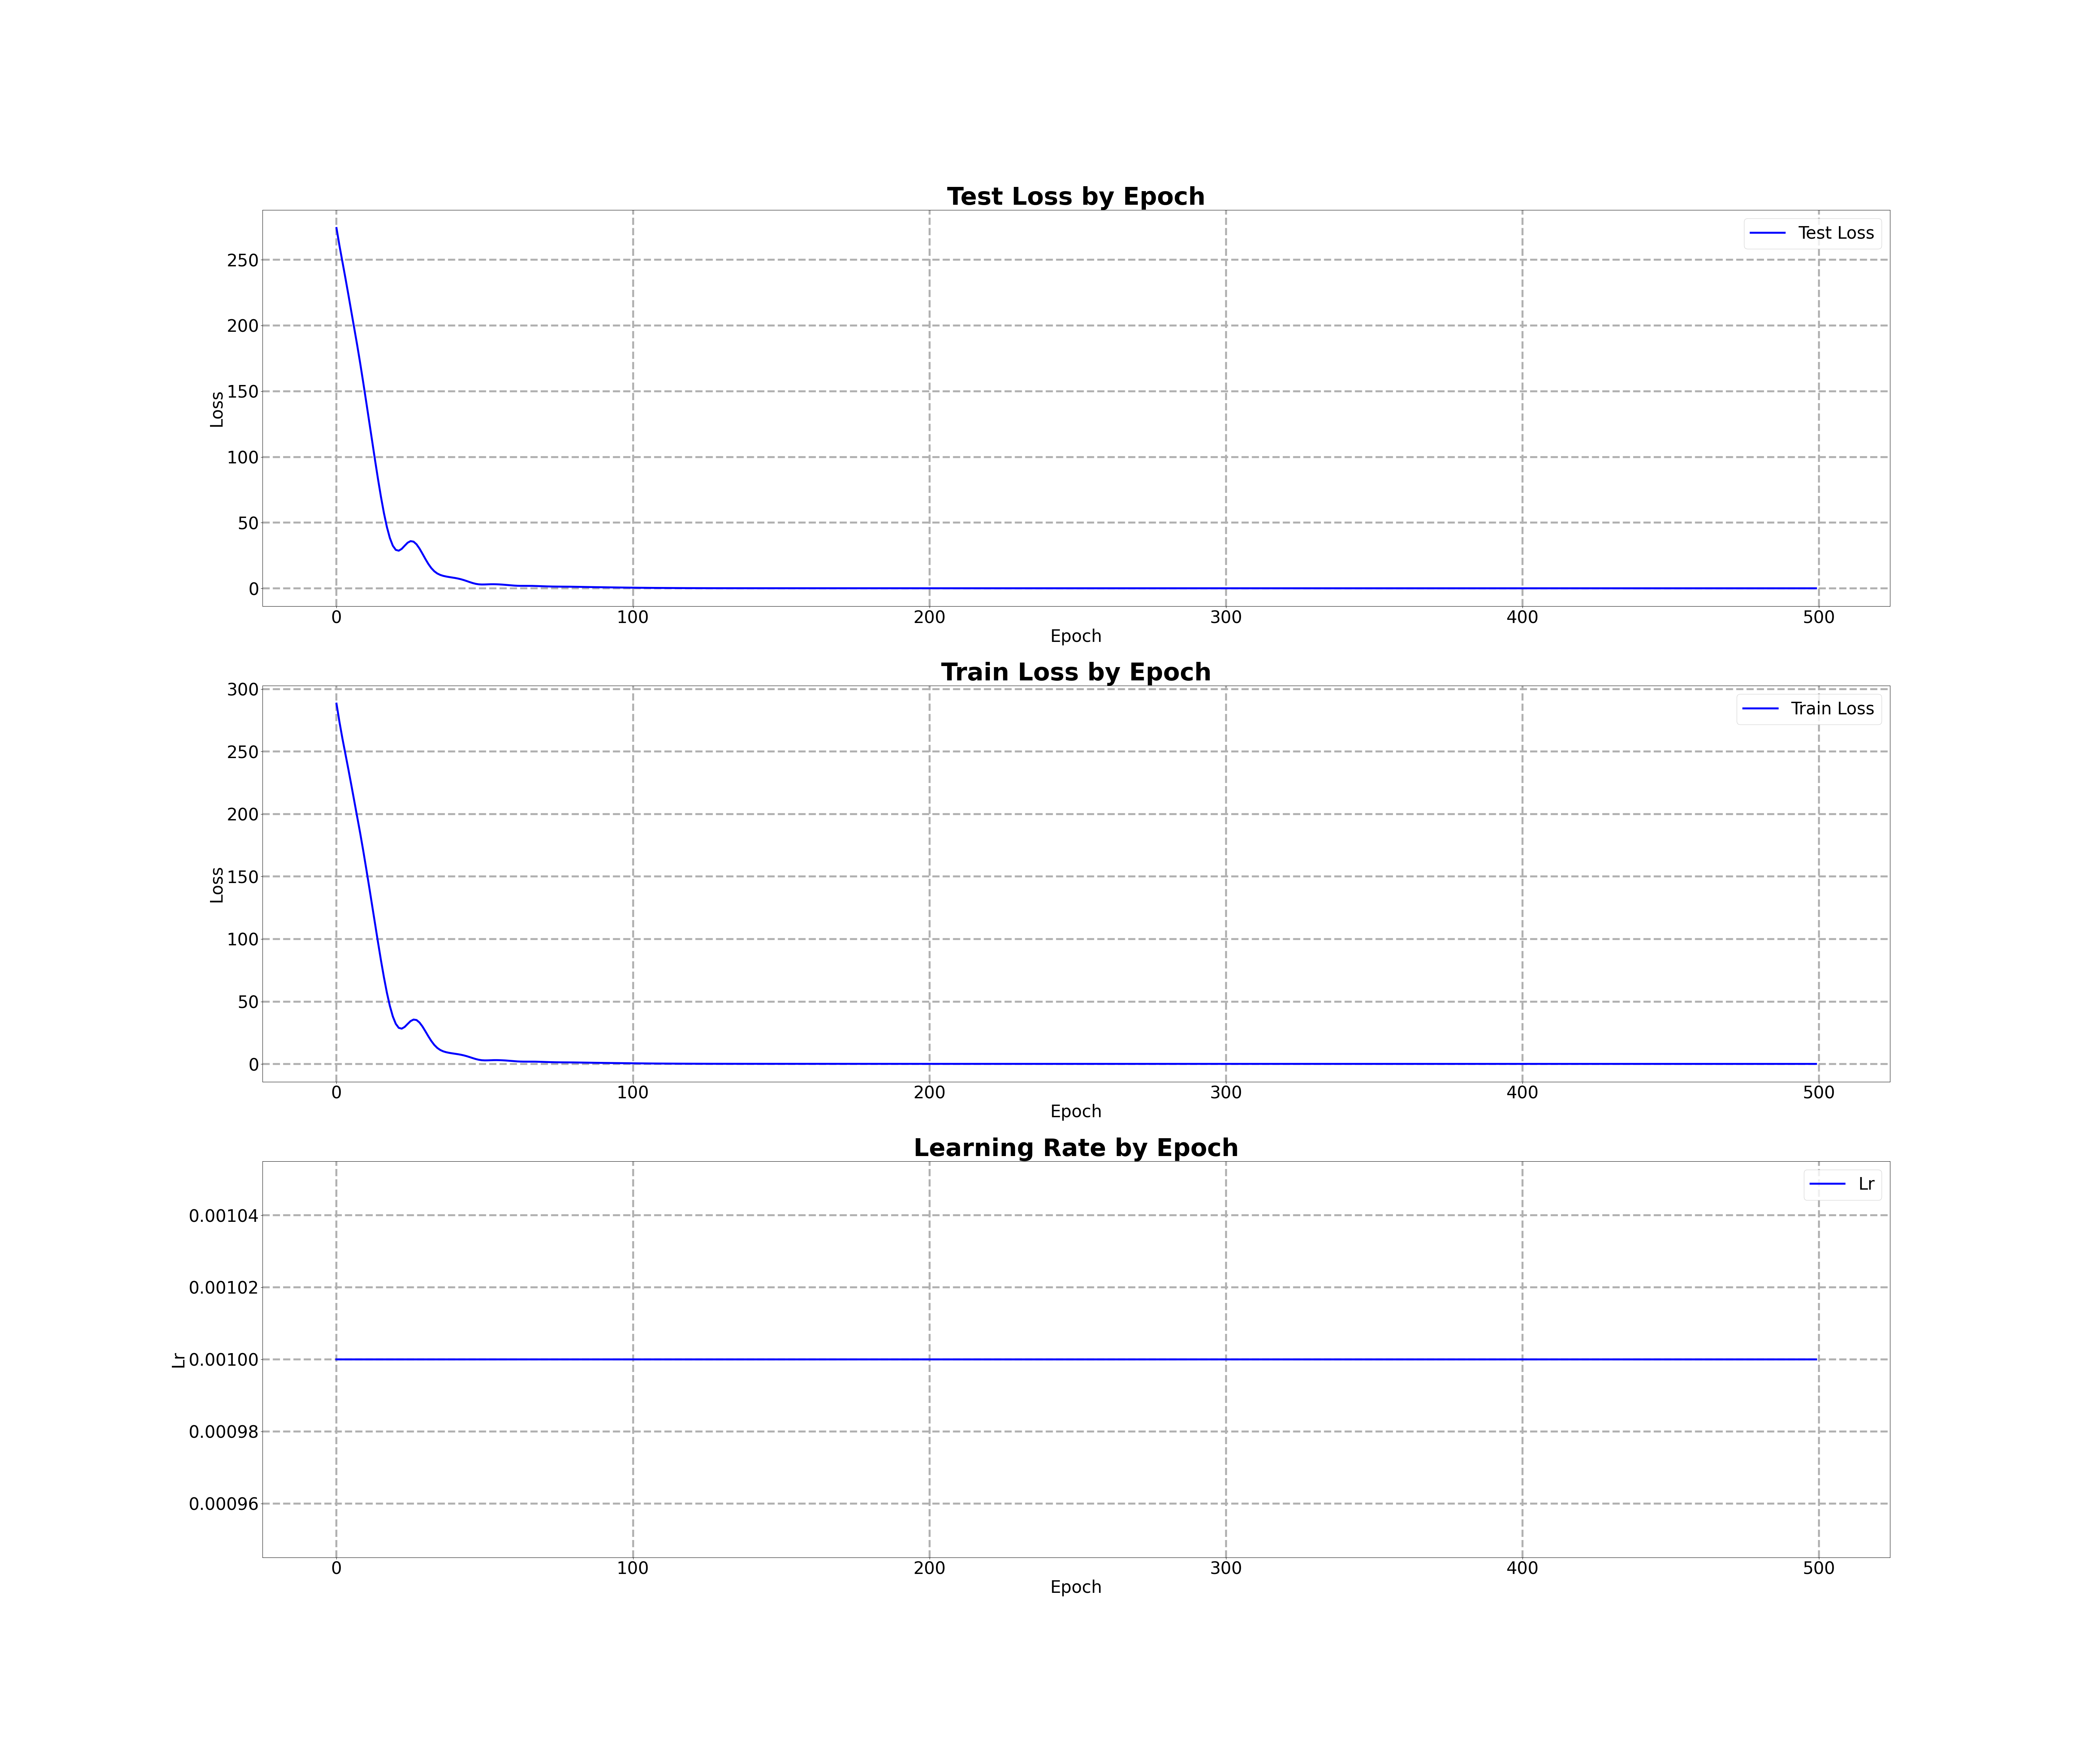 Test Loss by Epoch
Test Loss
250
200
150
100
50
0
Loss
0 100 200 300 400 500
Epoch
Train Loss by Epoch
Train Loss
300
250
200
150
100
50
0
Loss
0 100 200 300 400 500
Epoch
Learning Rate by Epoch
Lr
0.00104
0.00102
0.00100
0.00098
0.00096
Lr
0 100 200 300 400 500
Epoch